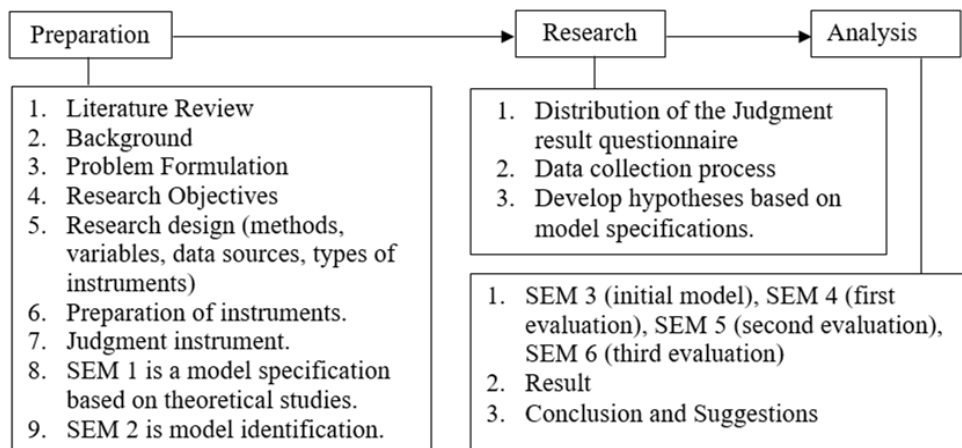 Preparation
Research
Analysis
1. Literature Review
2. Background
3. Problem Formulation
4. Research Objectives
5. Research design (methods,
variables, data sources, types of
instruments)
6. Preparation of instruments.
7. Judgment instrument.
8. SEM 1 is a model specification
based on theoretical studies.
9. SEM 2 is model identification.
1. Distribution of the Judgment
result questionnaire
2. Data collection process
3. Develop hypotheses based on
model specifications.
1. SEM 3 (initial model), SEM 4 (first
evaluation), SEM 5 (second evaluation),
SEM 6 (third evaluation)
2. Result
3. Conclusion and Suggestions